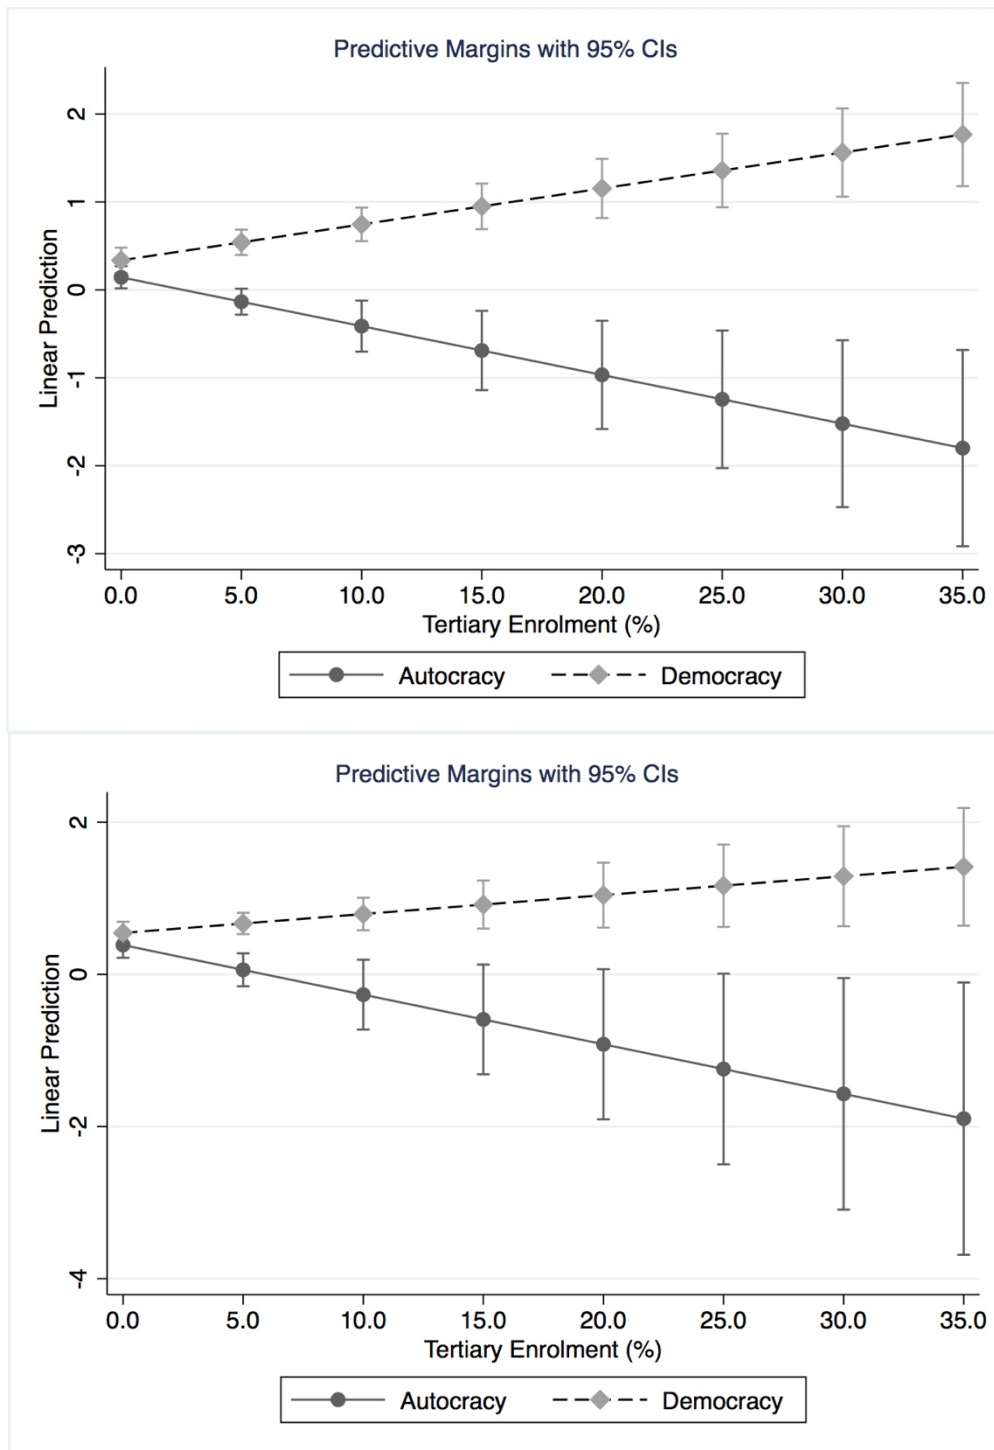 Predictive Margins with 95% CIs
Linear Prediction
2
1
0
-1
-2
-3
0.0 5.0 10.0 15.0 20.0 25.0 30.0 35.0
Tertiary Enrolment (%)
Autocracy Democracy
Predictive Margins with 95% CIs
Linear Prediction
2
0
-2
-4
0.0 5.0 10.0 15.0 20.0 25.0 30.0 35.0
Tertiary Enrolment (%)
Autocracy Democracy